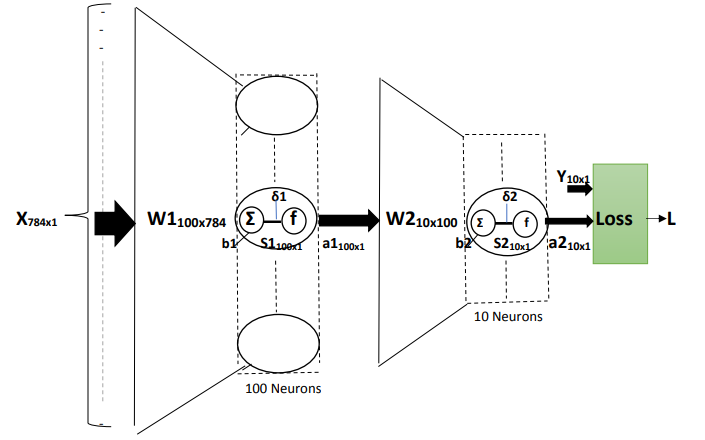 X784x1
W1100x784
δ1
Σ
f
b1
S1100x1
a1100x1
100 Neurons
W210x100
δ2
Σ
f
b2
S210x1
a210x1
10 Neurons
Y10x1
Loss
L